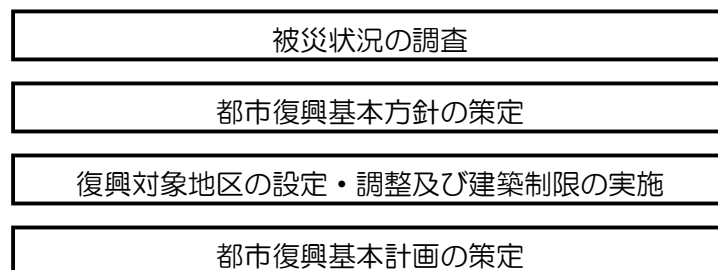 被災状況の調査
都市復興基本方針の策定
復興対象地区の設定・調整及び建築制限の実施
都市復興基本計画の策定